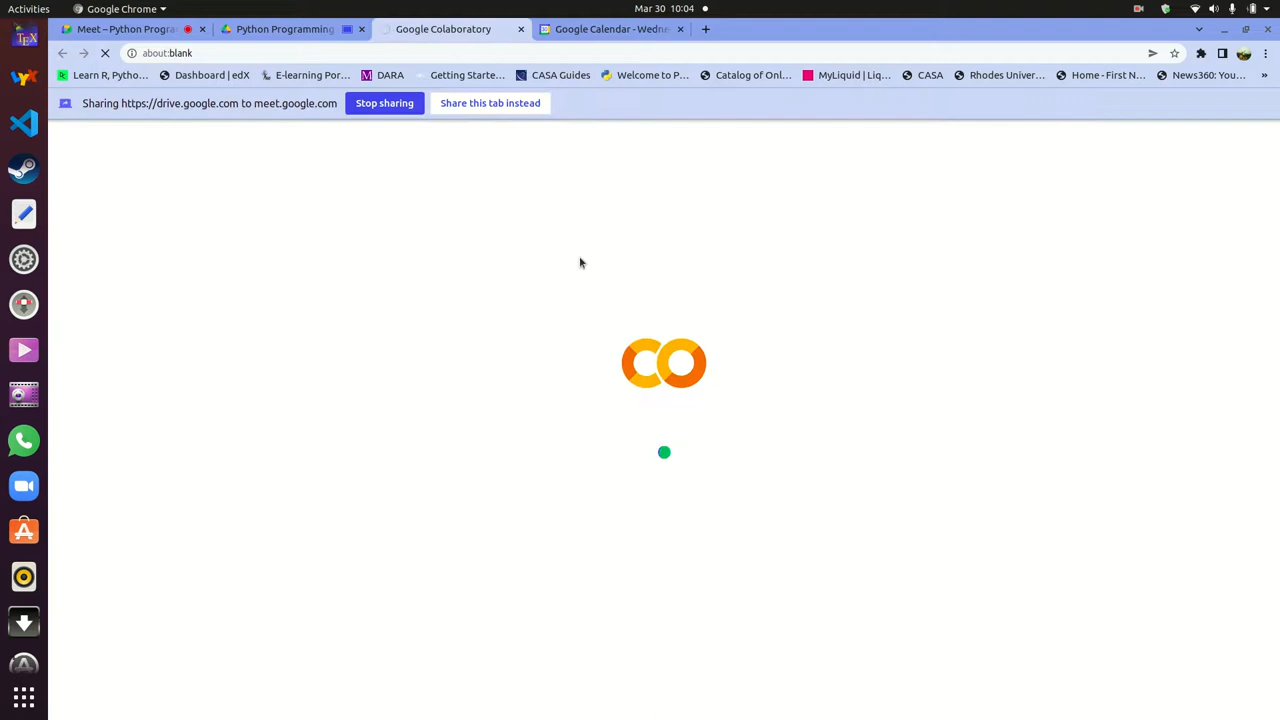 Activities Google Chrome Mar 30 10:04
Meet – Python Progra Python Programming Google Colaboratory Google Calendar - Wedne
about:blank
Learn R, Pytho... Dashboard | edX E-learning Por... DARA Getting Starte... CASA Guides Welcome to P... Catalog of Onl... MyLiquid | Liq... CASA Rhodes Univer... Home - First N... News360: You... »
Sharing https://drive.google.com to meet.google.com Stop sharing Share this tab instead
TEX